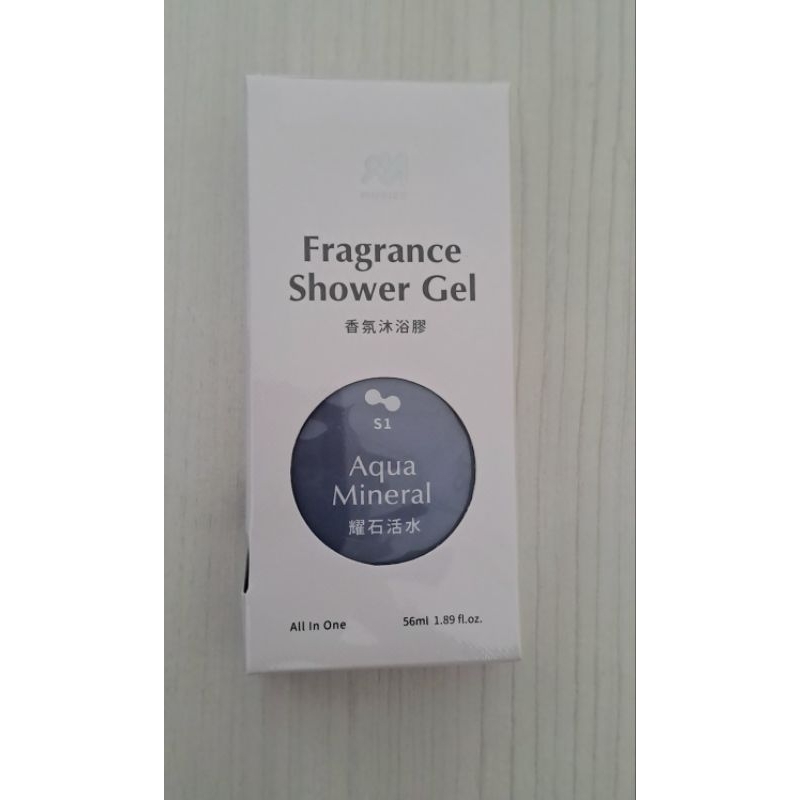 Fragrance
Shower Gel
香氛沐浴膠
S1
Aqua
Mineral
耀石活水
All In One
56ml 1.89 fl.oz.